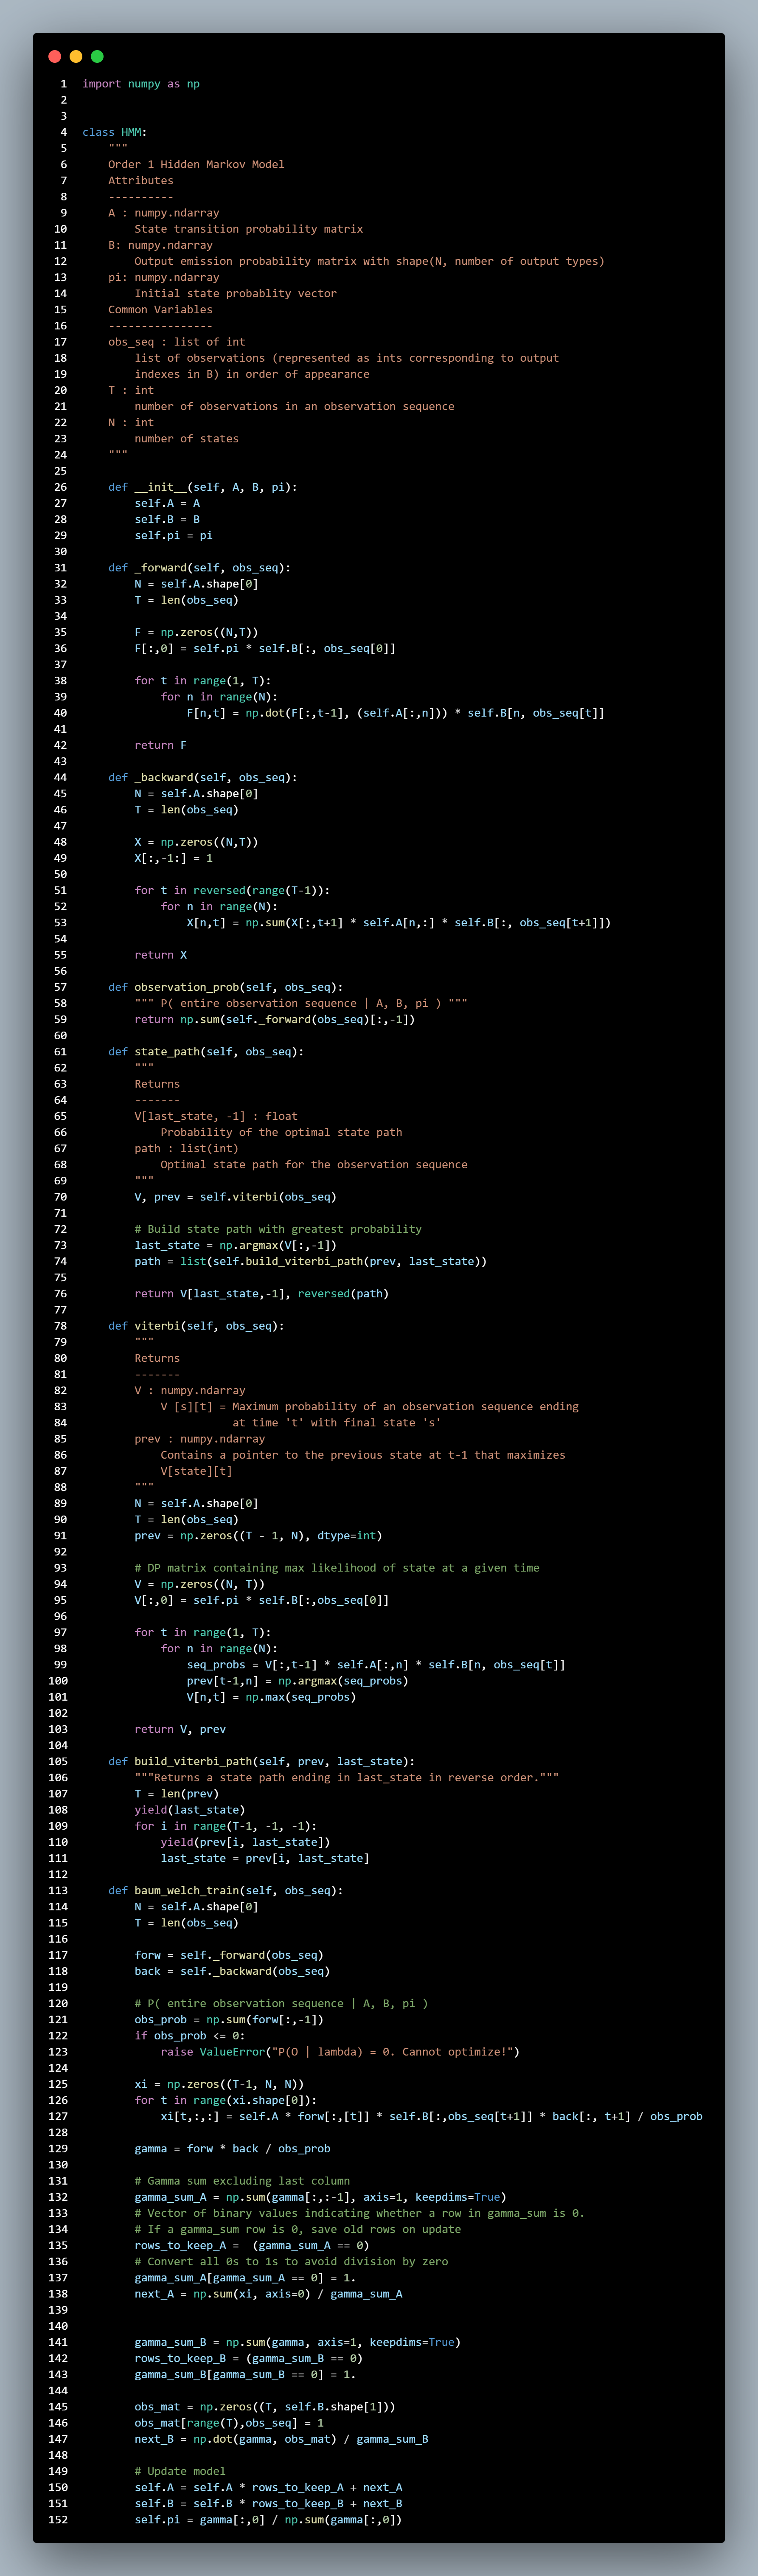 1 import numpy as np
2
3
4 class HMM:
5     """
6     Order 1 Hidden Markov Model
7     Attributes
8     ----------
9     A : numpy.ndarray
10         State transition probability matrix
11     B: numpy.ndarray
12         Output emission probability matrix with shape(N, number of output types)
13     pi: numpy.ndarray
14         Initial state probablity vector
15     Common Variables
16     ----------------
17     obs_seq : list of int
18         list of observations (represented as ints corresponding to output
19         indexes in B) in order of appearance
20     T : int
21         number of observations in an observation sequence
22     N : int
23         number of states
24     """
25
26     def __init__(self, A, B, pi):
27         self.A = A
28         self.B = B
29         self.pi = pi
30
31     def _forward(self, obs_seq):
32         N = self.A.shape[0]
33         T = len(obs_seq)
34
35         F = np.zeros((N,T))
36         F[:,0] = self.pi * self.B[:, obs_seq[0]]
37
38         for t in range(1, T):
39             for n in range(N):
40                 F[n,t] = np.dot(F[:,t-1], (self.A[:,n])) * self.B[n, obs_seq[t]]
41
42         return F
43
44     def _backward(self, obs_seq):
45         N = self.A.shape[0]
46         T = len(obs_seq)
47
48         X = np.zeros((N,T))
49         X[:,-1:] = 1
50
51         for t in reversed(range(T-1)):
52             for n in range(N):
53                 X[n,t] = np.sum(X[:,t+1] * self.A[n,:] * self.B[:, obs_seq[t+1]])
54
55         return X
56
57     def observation_prob(self, obs_seq):
58         """ P( entire observation sequence | A, B, pi ) """
59         return np.sum(self._forward(obs_seq)[:,-1])
60
61     def state_path(self, obs_seq):
62         """
63         Returns
64         -------
65         V[last_state, -1] : float
66             Probability of the optimal state path
67         path : list(int)
68             Optimal state path for the observation sequence
69         """
70         V, prev = self.viterbi(obs_seq)
71
72         # Build state path with greatest probability
73         last_state = np.argmax(V[:,-1])
74         path = list(self.build_viterbi_path(prev, last_state))
75
76         return V[last_state,-1], reversed(path)
77
78     def viterbi(self, obs_seq):
79         """
80         Returns
81         -------
82         V : numpy.ndarray
83             V [s][t] = Maximum probability of an observation sequence ending
84                        at time 't' with final state 's'
85         prev : numpy.ndarray
86             Contains a pointer to the previous state at t-1 that maximizes
87             V[state][t]
88         """
89         N = self.A.shape[0]
90         T = len(obs_seq)
91         prev = np.zeros((T - 1, N), dtype=int)
92
93         # DP matrix containing max likelihood of state at a given time
94         V = np.zeros((N, T))
95         V[:,0] = self.pi * self.B[:,obs_seq[0]]
96
97         for t in range(1, T):
98             for n in range(N):
99                 seq_probs = V[:,t-1] * self.A[:,n] * self.B[n, obs_seq[t]]
100                 prev[t-1,n] = np.argmax(seq_probs)
101                 V[n,t] = np.max(seq_probs)
102
103         return V, prev
104
105     def build_viterbi_path(self, prev, last_state):
106         """Returns a state path ending in last_state in reverse order."""
107         T = len(prev)
108         yield(last_state)
109         for i in range(T-1, -1, -1):
110             yield(prev[i, last_state])
111             last_state = prev[i, last_state]
112
113     def baum_welch_train(self, obs_seq):
114         N = self.A.shape[0]
115         T = len(obs_seq)
116
117         forw = self._forward(obs_seq)
118         back = self._backward(obs_seq)
119
120         # P( entire observation sequence | A, B, pi )
121         obs_prob = np.sum(forw[:,-1])
122         if obs_prob <= 0:
123             raise ValueError("P(O | lambda) = 0. Cannot optimize!")
124
125         xi = np.zeros((T-1, N, N))
126         for t in range(xi.shape[0]):
127             xi[t,:,:] = self.A * forw[:,[t]] * self.B[:,obs_seq[t+1]] * back[:, t+1] / obs_prob
128
129         gamma = forw * back / obs_prob
130
131         # Gamma sum excluding last column
132         gamma_sum_A = np.sum(gamma[:,:-1], axis=1, keepdims=True)
133         # Vector of binary values indicating whether a row in gamma_sum is 0.
134         # If a gamma_sum row is 0, save old rows on update
135         rows_to_keep_A =  (gamma_sum_A == 0)
136         # Convert all 0s to 1s to avoid division by zero
137         gamma_sum_A[gamma_sum_A == 0] = 1.
138         next_A = np.sum(xi, axis=0) / gamma_sum_A
139
140
141         gamma_sum_B = np.sum(gamma, axis=1, keepdims=True)
142         rows_to_keep_B = (gamma_sum_B == 0)
143         gamma_sum_B[gamma_sum_B == 0] = 1.
144
145         obs_mat = np.zeros((T, self.B.shape[1]))
146         obs_mat[range(T),obs_seq] = 1
147         next_B = np.dot(gamma, obs_mat) / gamma_sum_B
148
149         # Update model
150         self.A = self.A * rows_to_keep_A + next_A
151         self.B = self.B * rows_to_keep_B + next_B
152         self.pi = gamma[:,0] / np.sum(gamma[:,0])